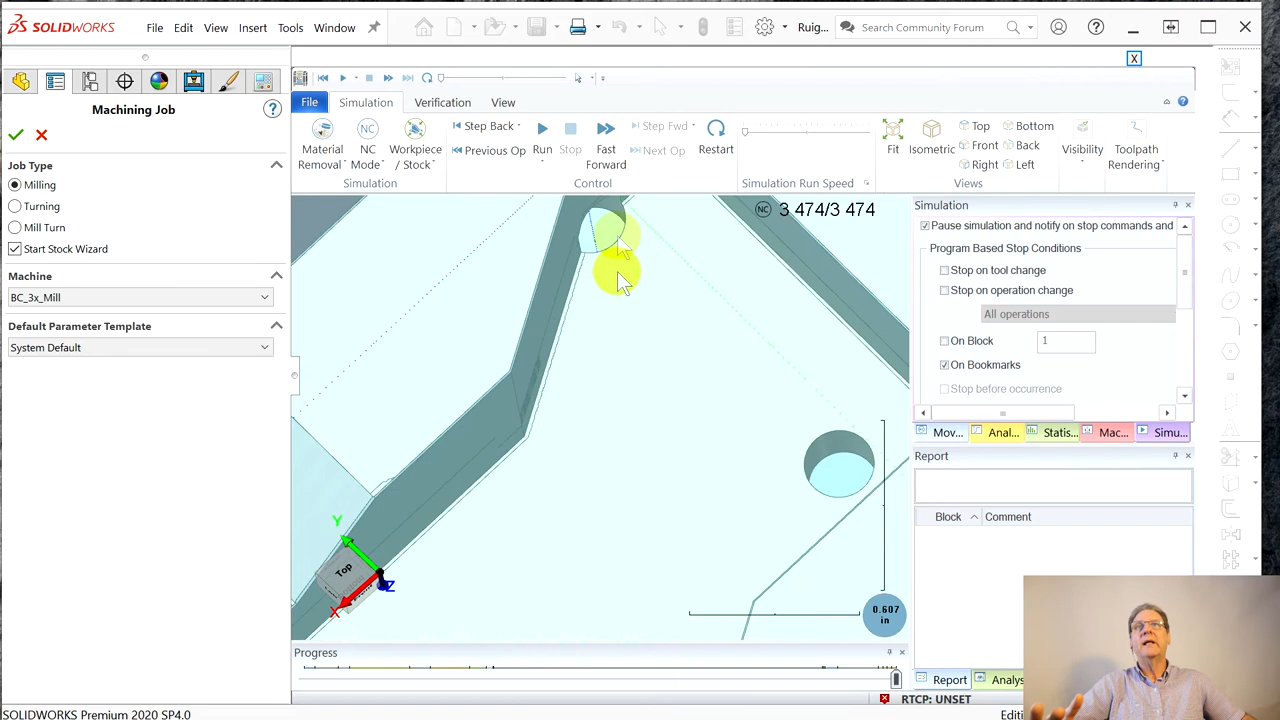 SOLIDWORKS File Edit View Insert Tools Window Ruig... Search Community Forum
X
Machining Job
Job Type
Milling
Turning
Mill Turn
Start Stock Wizard
Machine
BC_3x_Mill
Default Parameter Template
System Default
File Simulation Verification View
Material Removal
NC Mode
Workpiece / Stock
Simulation
Step Back
Previous Op
Run
Stop
Fast Forward
Step Fwd
Next Op
Restart
Control
Simulation Run Speed
Fit
Isometric
Top
Front
Right
Bottom
Back
Left
Views
Visibility
Toolpath Rendering
NC 3 474/3 474
Y
Top
Z
X
0.607
in
Simulation
Pause simulation and notify on stop commands and
Program Based Stop Conditions
Stop on tool change
Stop on operation change
All operations
On Block 1
On Bookmarks
Stop before occurrence
Mov... Anal... Statis... Mac... Simu...
Report
Block Comment
Report Analys
Progress
RTCP: UNSET
SOLIDWORKS Premium 2020 SP4.0
Editi